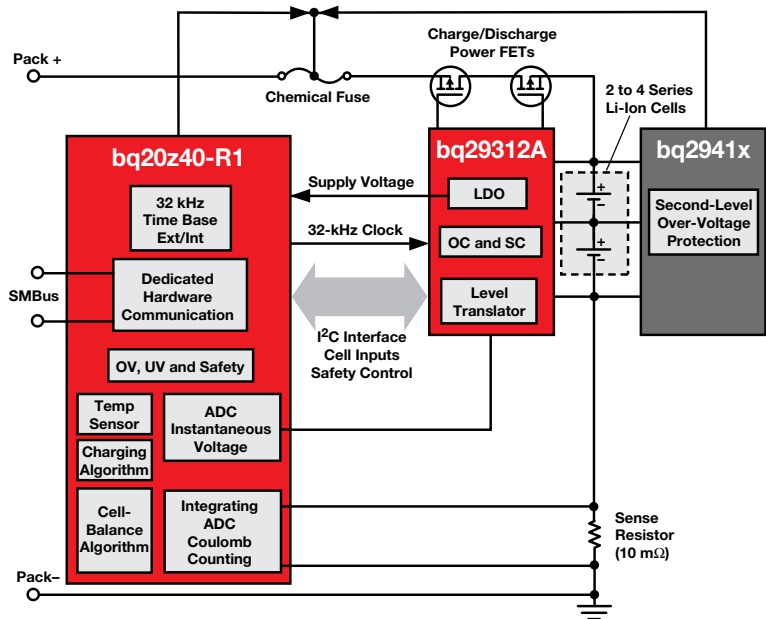 Charge/Discharge
Power FETs
Pack +
Chemical Fuse
2 to 4 Series
Li-Ion Cells
bq20z40-R1
bq29312A
bq2941x
32 kHz
Time Base
Ext/Int
Supply Voltage
LDO
Second-Level
Over-Voltage
Protection
32-kHz Clock
OC and SC
SMBus
Dedicated
Hardware
Communication
Level
Translator
I²C Interface
Cell Inputs
Safety Control
OV, UV and Safety
Temp
Sensor
ADC
Instantaneous
Voltage
Charging
Algorithm
Cell-
Balance
Algorithm
Integrating
ADC
Coulomb
Counting
Sense
Resistor
(10 mΩ)
Pack–
+
–
+
–